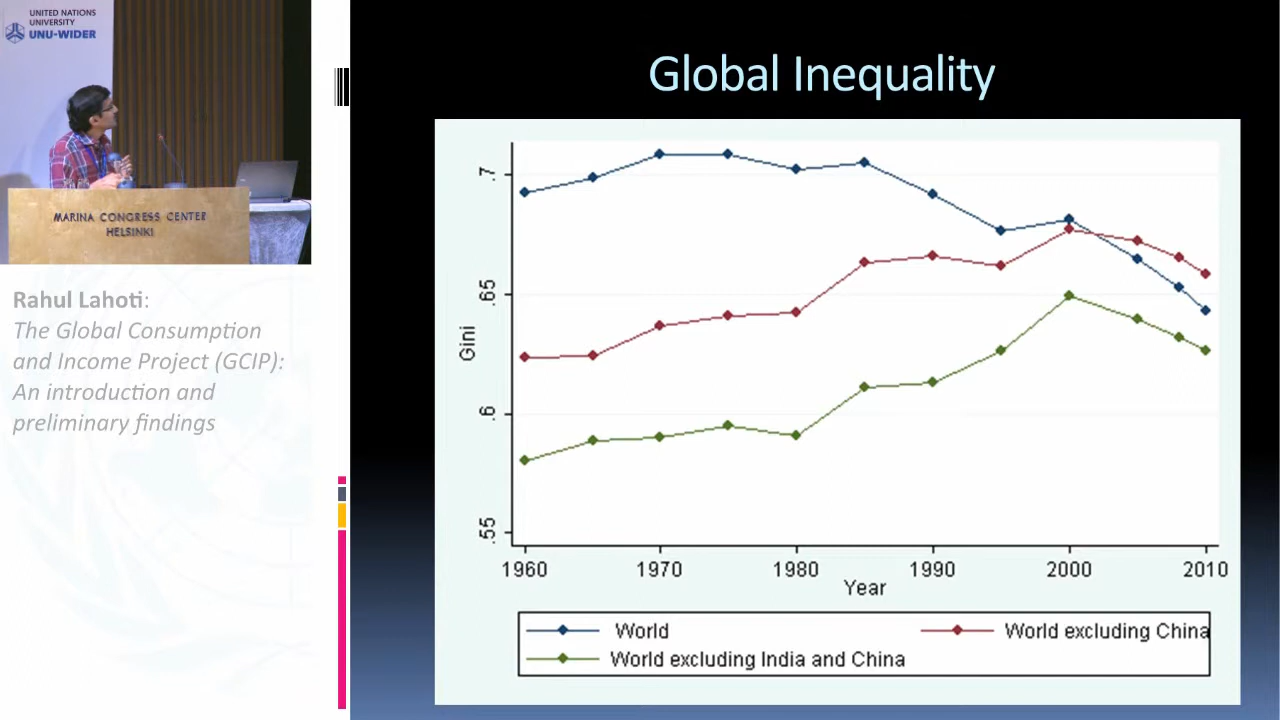 UNITED NATIONS
UNIVERSITY
UNU-WIDER
MARINA CONGRESS CENTER
HELSINKI
Rahul Lahoti:
The Global Consumption
and Income Project (GCIP):
An introduction and
preliminary findings
Global Inequality
.7
.65
.6
.55
Gini
1960 1970 1980 1990 2000 2010
Year
World World excluding China
World excluding India and China